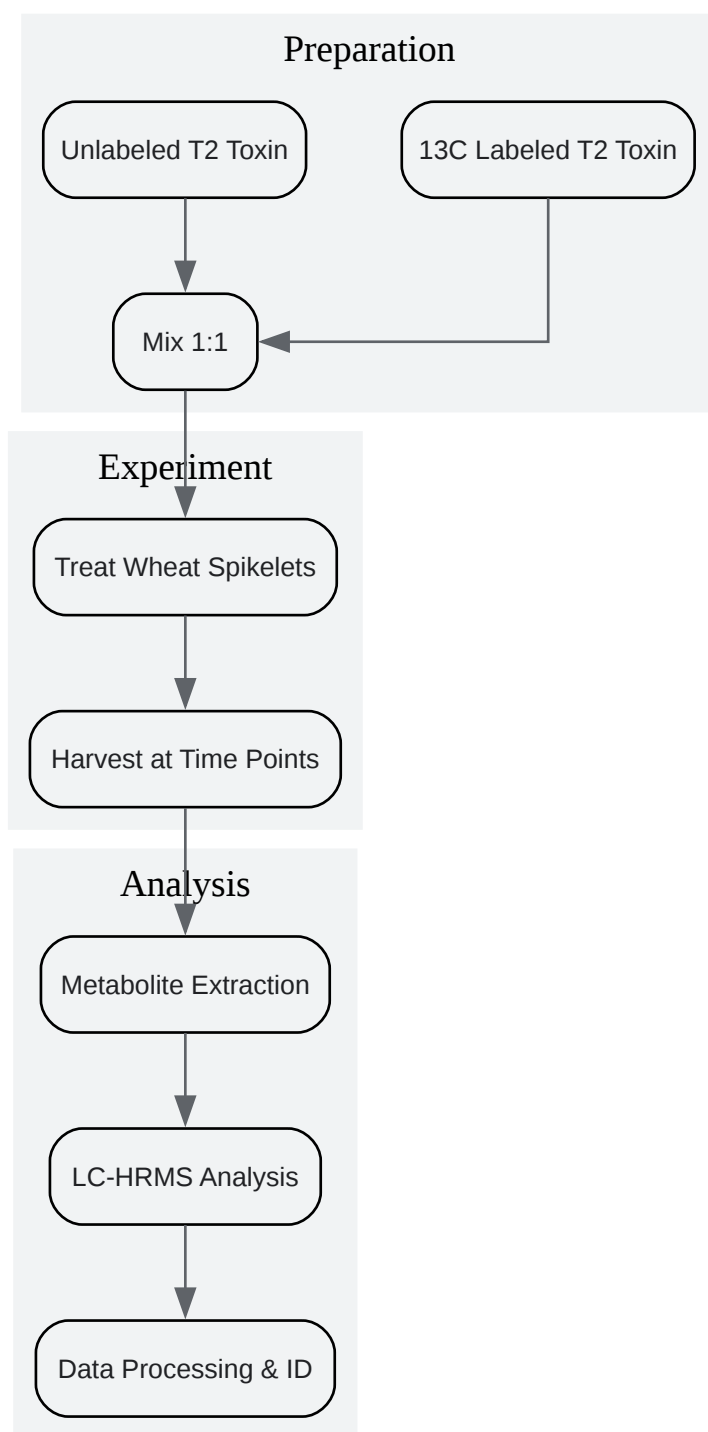 Preparation
Unlabeled T2 Toxin
13C Labeled T2 Toxin
Mix 1:1
Experiment
Treat Wheat Spikelets
Harvest at Time Points
Analysis
Metabolite Extraction
LC-HRMS Analysis
Data Processing & ID